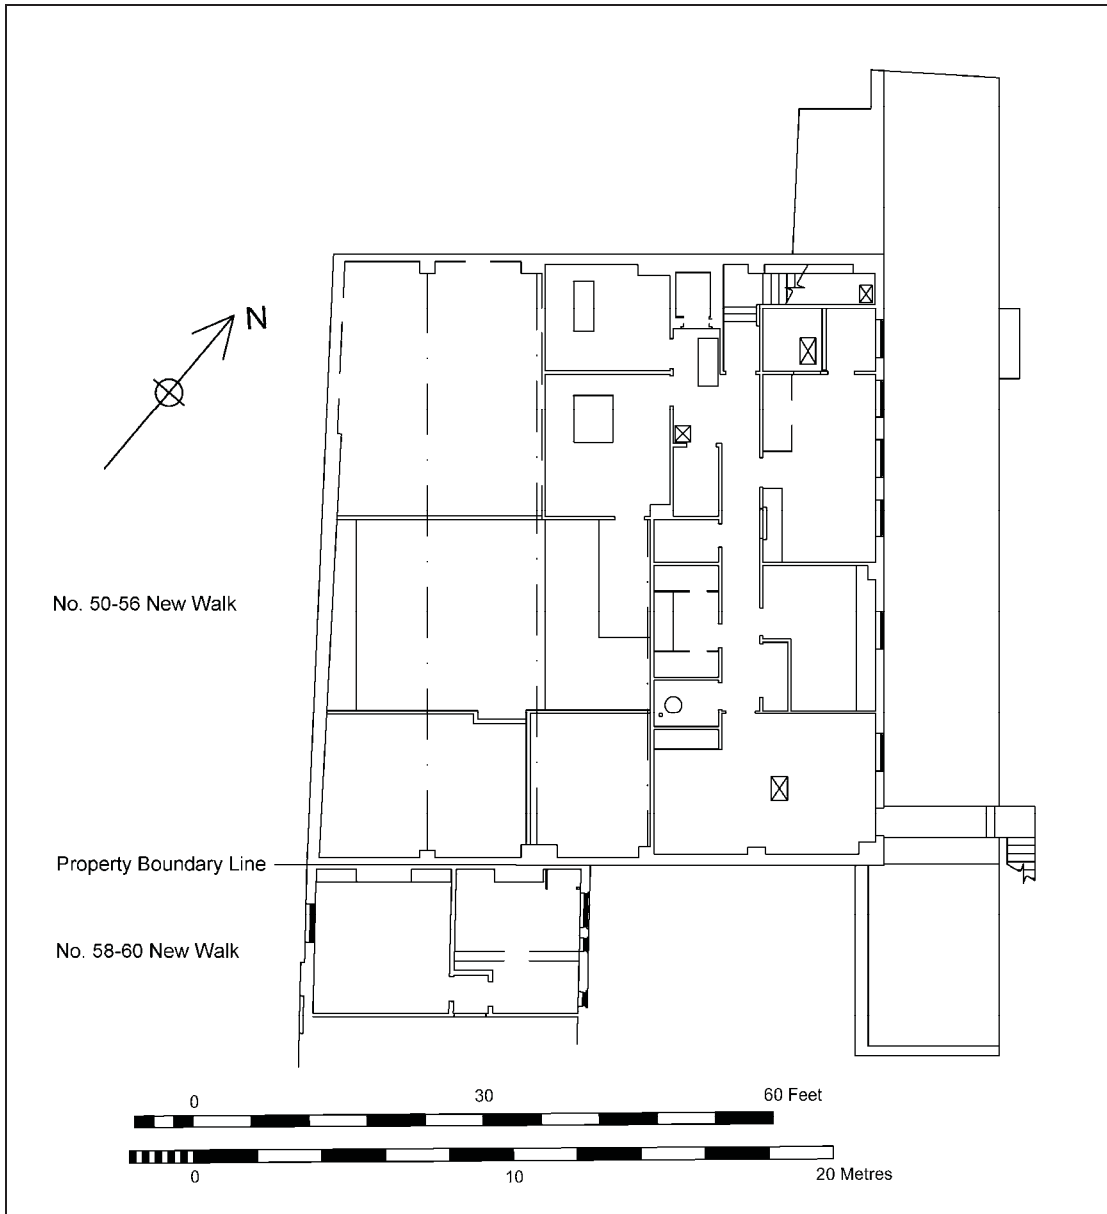 N
No. 50-56 New Walk
Property Boundary Line
No. 58-60 New Walk
0 30 60 Feet
0 10 20 Metres